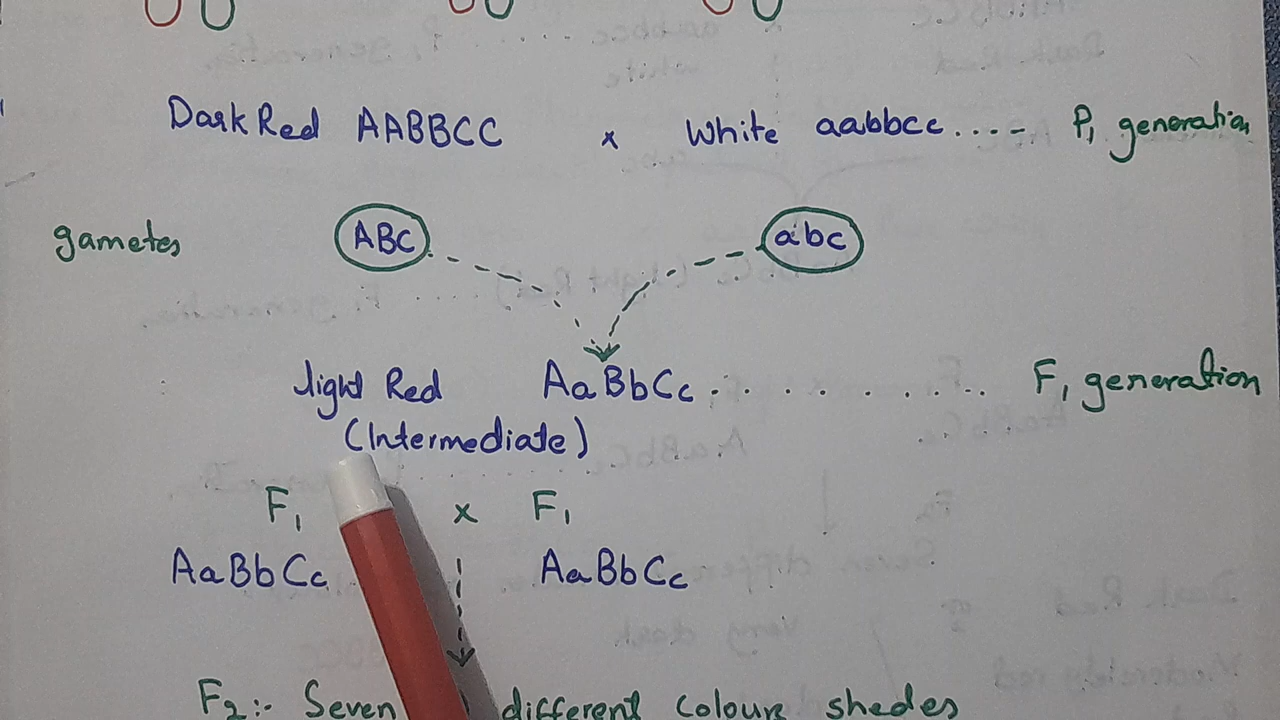 Dark Red AABBCC x White aabbcc....- P1 generation
gametes ABC abc
light Red AaBbCc.......... F1 generation
(Intermediate)
F1 x F1
AaBbCc AaBbCc
F2:- Seven different colour shades